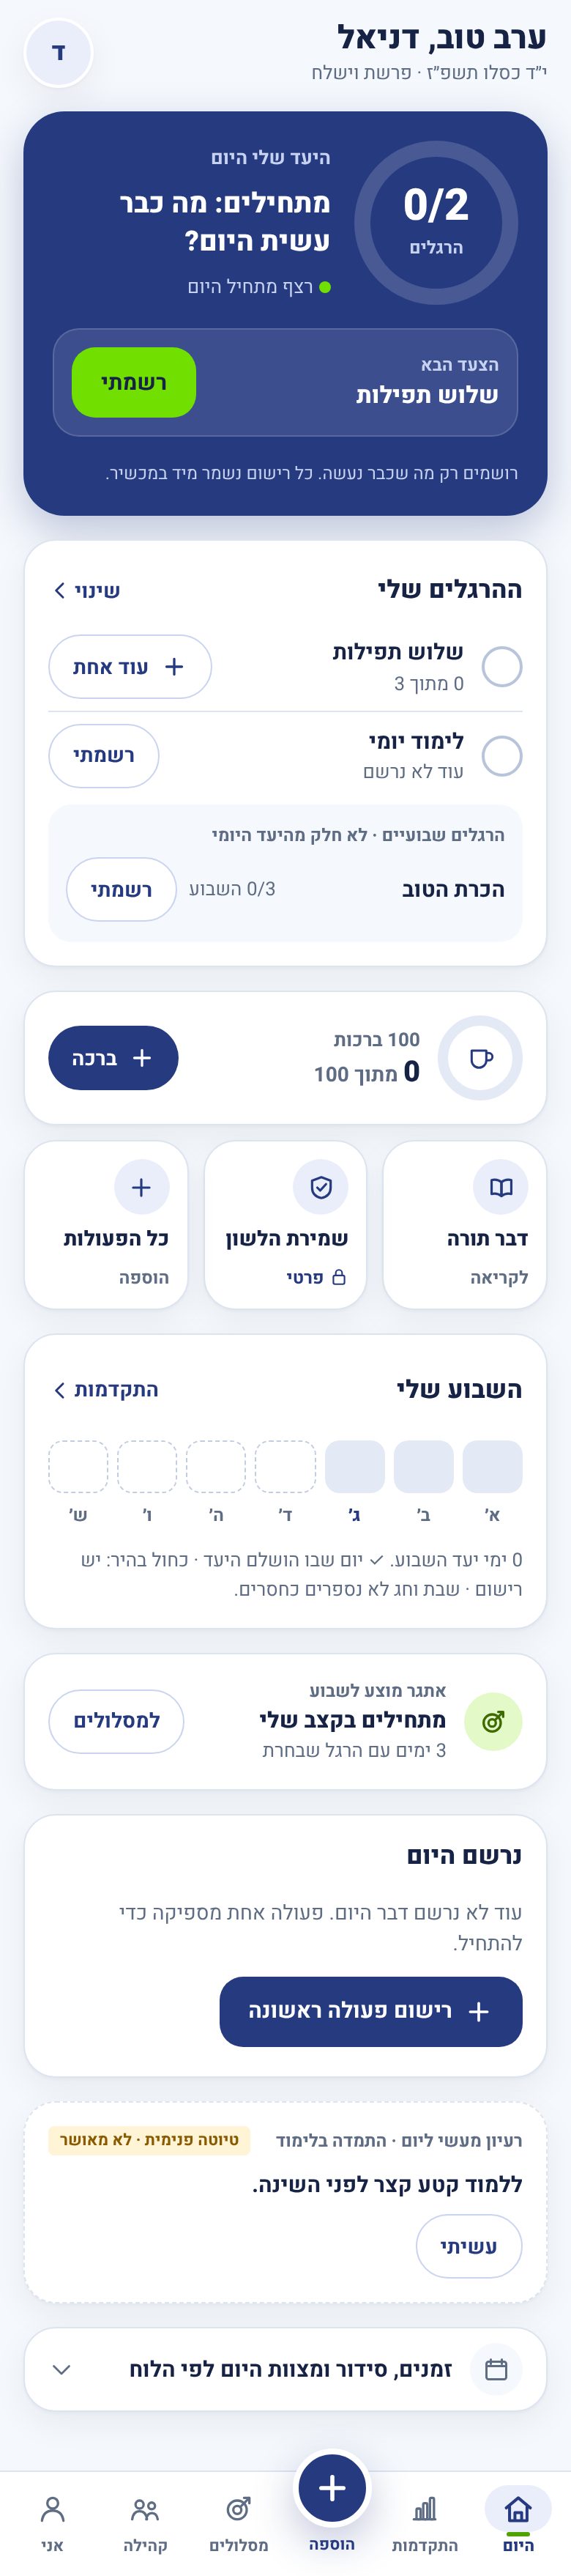 ערב טוב, דניאל
י״ד כסלו תשפ״ז · פרשת וישלח
ד
0/2
הרגלים
היעד שלי היום
מתחילים: מה כבר
עשית היום?
רצף מתחיל היום
הצעד הבא
שלוש תפילות
רשמתי
רושמים רק מה שכבר נעשה. כל רישום נשמר מיד במכשיר.
ההרגלים שלי
שינוי
שלוש תפילות
0 מתוך 3
עוד אחת
לימוד יומי
עוד לא נרשם
רשמתי
הרגלים שבועיים · לא חלק מהיעד היומי
הכרת הטוב
0/3 השבוע
רשמתי
100 ברכות
0 מתוך 100
ברכה
דבר תורה
לקריאה
שמירת הלשון
פרטי
כל הפעולות
הוספה
השבוע שלי
התקדמות
א׳ ב׳ ג׳ ד׳ ה׳ ו׳ ש׳
0 ימי יעד השבוע. ✓ יום שבו הושלם היעד · כחול בהיר: יש
רישום · שבת וחג לא נספרים כחסרים.
אתגר מוצע לשבוע
מתחילים בקצב שלי
3 ימים עם הרגל שבחרת
למסלולים
נרשם היום
עוד לא נרשם דבר היום. פעולה אחת מספיקה כדי
להתחיל.
רישום פעולה ראשונה
רעיון מעשי ליום · התמדה בלימוד
טיוטה פנימית · לא מאושר
ללמוד קטע קצר לפני השינה.
עשיתי
זמנים, סידור ומצוות היום לפי הלוח
היום
התקדמות
הוספה
מסלולים
קהילה
אני